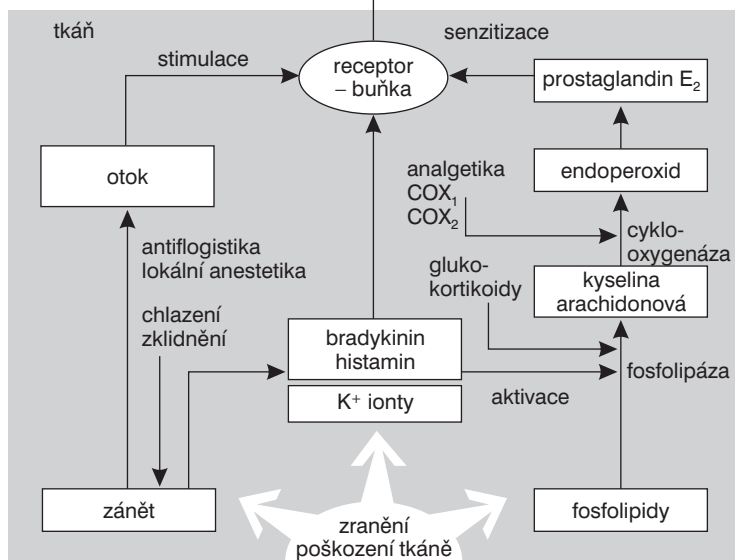 tkáň
senzitizace
stimulace
receptor
– buňka
prostaglandin E₂
otok
analgetika
COX₁
COX₂
endoperoxid
antiflogistika
lokální anestetika
cyklo-
oxygenáza
gluko-
kortikoidy
kyselina
arachidonová
chlazení
zklidnění
bradykinin
histamin
fosfolipáza
K⁺ ionty
aktivace
zánět
zranění
poškození tkáně
fosfolipidy